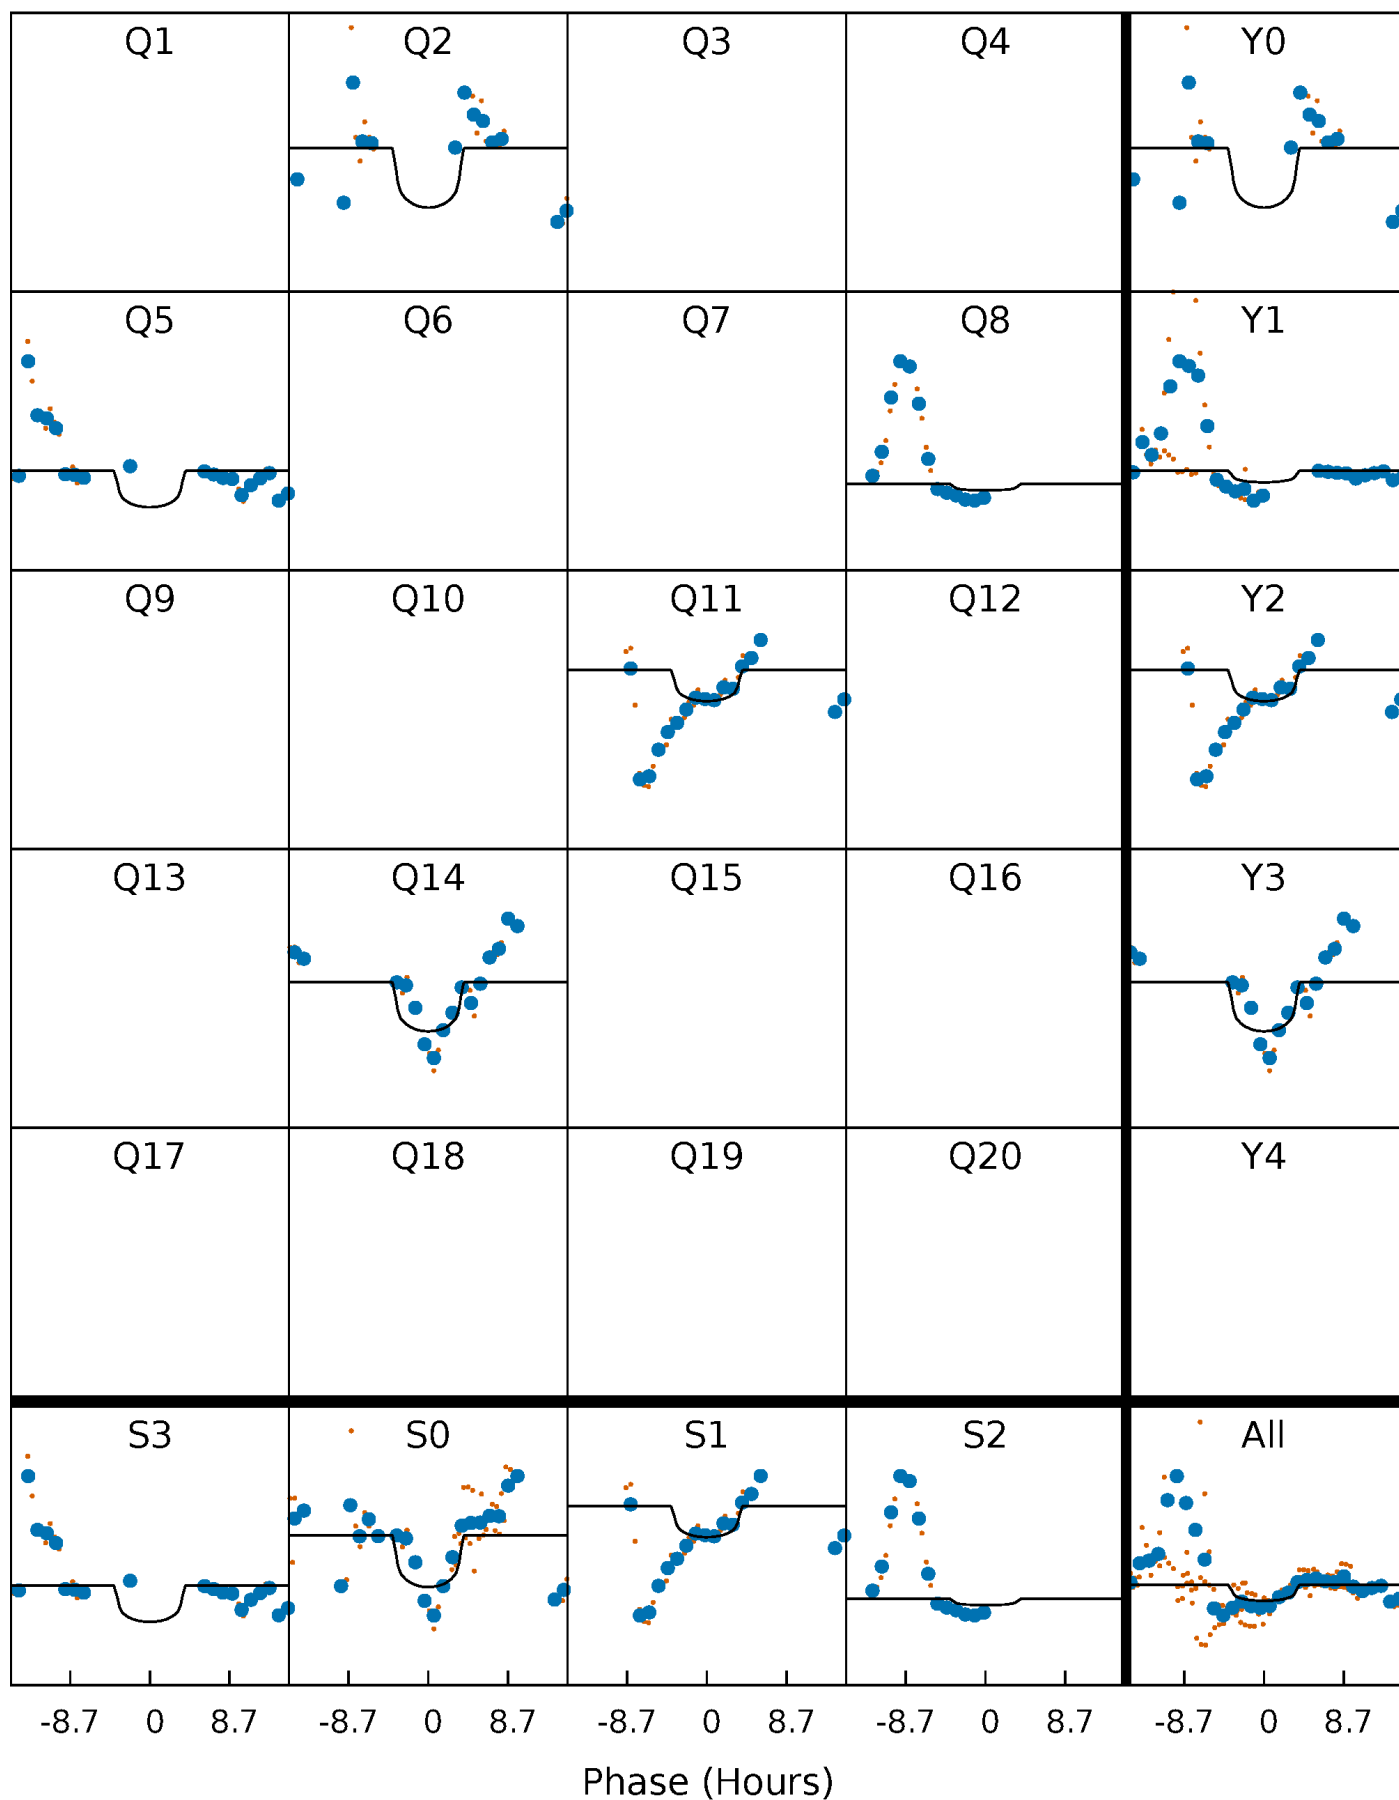 Q1 Q2 Q3 Q4 Y0
Q5 Q6 Q7 Q8 Y1
Q9 Q10 Q11 Q12 Y2
Q13 Q14 Q15 Q16 Y3
Q17 Q18 Q19 Q20 Y4
S3 S0 S1 S2 All
-8.7 0 8.7 -8.7 0 8.7 -8.7 0 8.7 -8.7 0 8.7 -8.7 0 8.7
Phase (Hours)